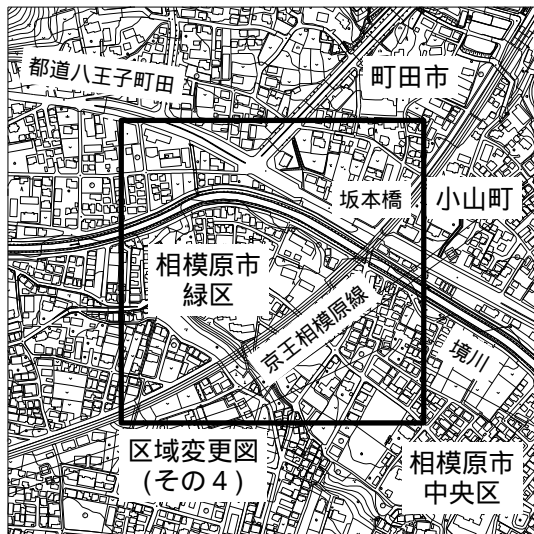 都道八王子町田
町田市
坂本橋
小山町
相模原市
緑区
京王相模原線
境川
区域変更図
(その４)
相模原市
中央区